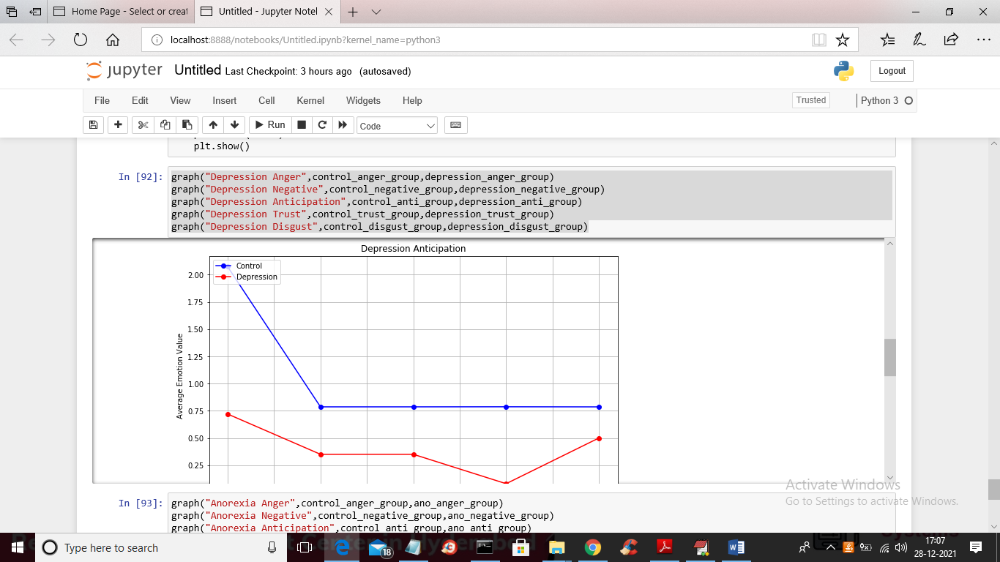 Home Page - Select or creat
Untitled - Jupyter Notel
localhost:8888/notebooks/Untitled.ipynb?kernel_name=python3
jupyter Untitled Last Checkpoint: 3 hours ago (autosaved)
Logout
File Edit View Insert Cell Kernel Widgets Help
Trusted
Python 3
Run
Code
plt.show()
In [92]:
graph("Depression Anger",control_anger_group,depression_anger_group)
graph("Depression Negative",control_negative_group,depression_negative_group)
graph("Depression Anticipation",control_anti_group,depression_anti_group)
graph("Depression Trust",control_trust_group,depression_trust_group)
graph("Depression Disgust",control_disgust_group,depression_disgust_group)
Depression Anticipation
Control
Depression
2.00
1.75
1.50
1.25
1.00
0.75
0.50
0.25
Average Emotion Value
Activate Windows
Go to Settings to activate Windows.
In [93]:
graph("Anorexia Anger",control_anger_group,ano_anger_group)
graph("Anorexia Negative",control_negative_group,ano_negative_group)
graph("Anorexia Anticipation",control_anti_group,ano_anti_group)
Type here to search
18
17:07
28-12-2021